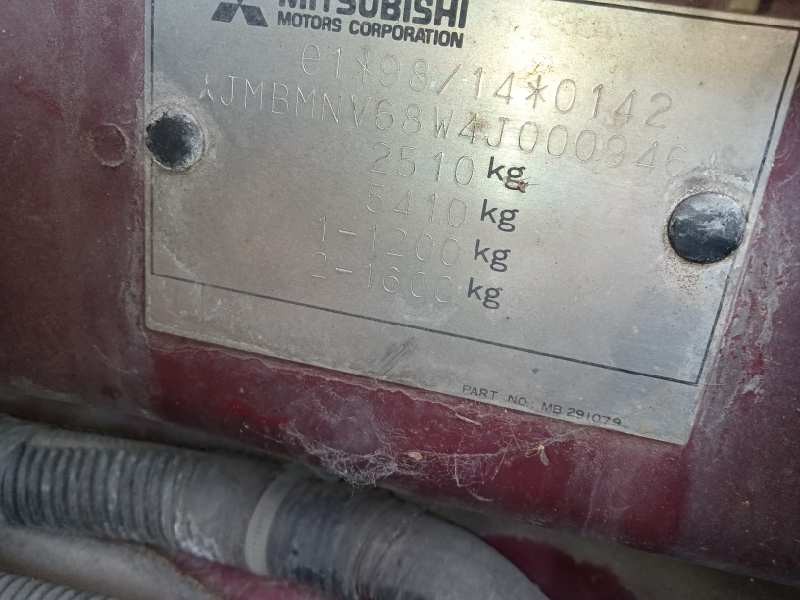 MITSUBISHI
MOTORS CORPORATION
e1*98/14*0142
*JMBMNV68W4J000946
2510 kg
5410 kg
1-1200 kg
2-1600 kg
PART NO. MB 291079